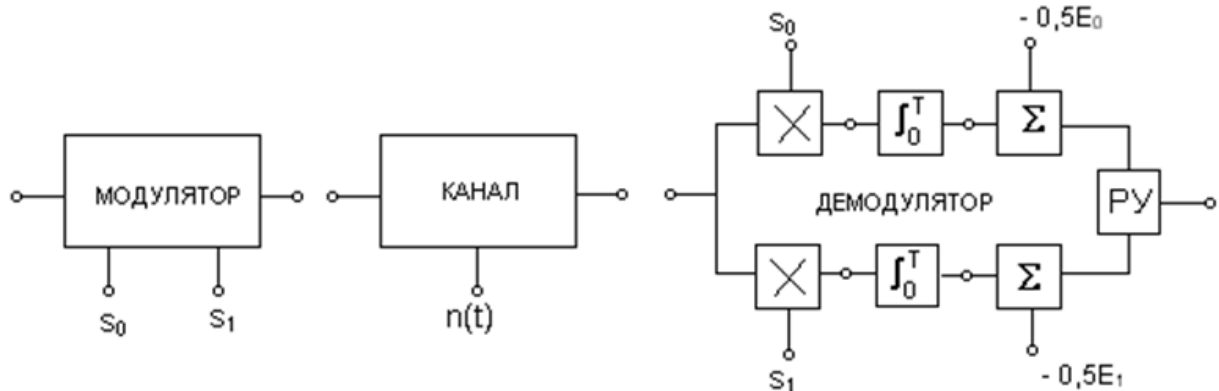 МОДУЛЯТОР
S₀
S₁
КАНАЛ
n(t)
S₀
- 0,5E₀
∫₀ᵀ
Σ
ДЕМОДУЛЯТОР
РУ
∫₀ᵀ
Σ
S₁
- 0,5E₁